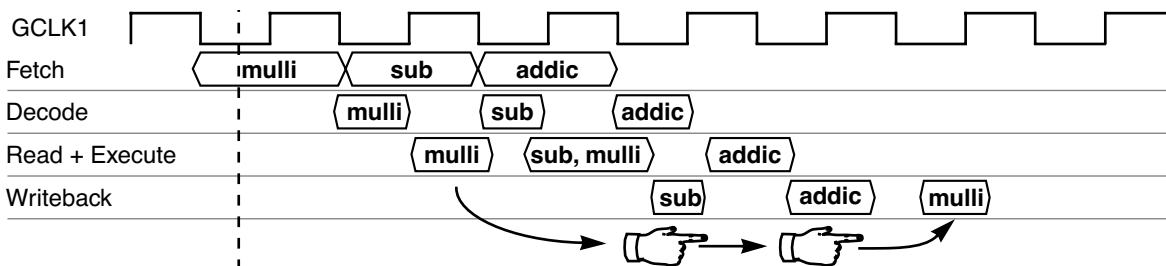 GCLK1
Fetch mulli sub addic
Decode mulli sub addic
Read + Execute mulli sub, mulli addic
Writeback sub addic mulli